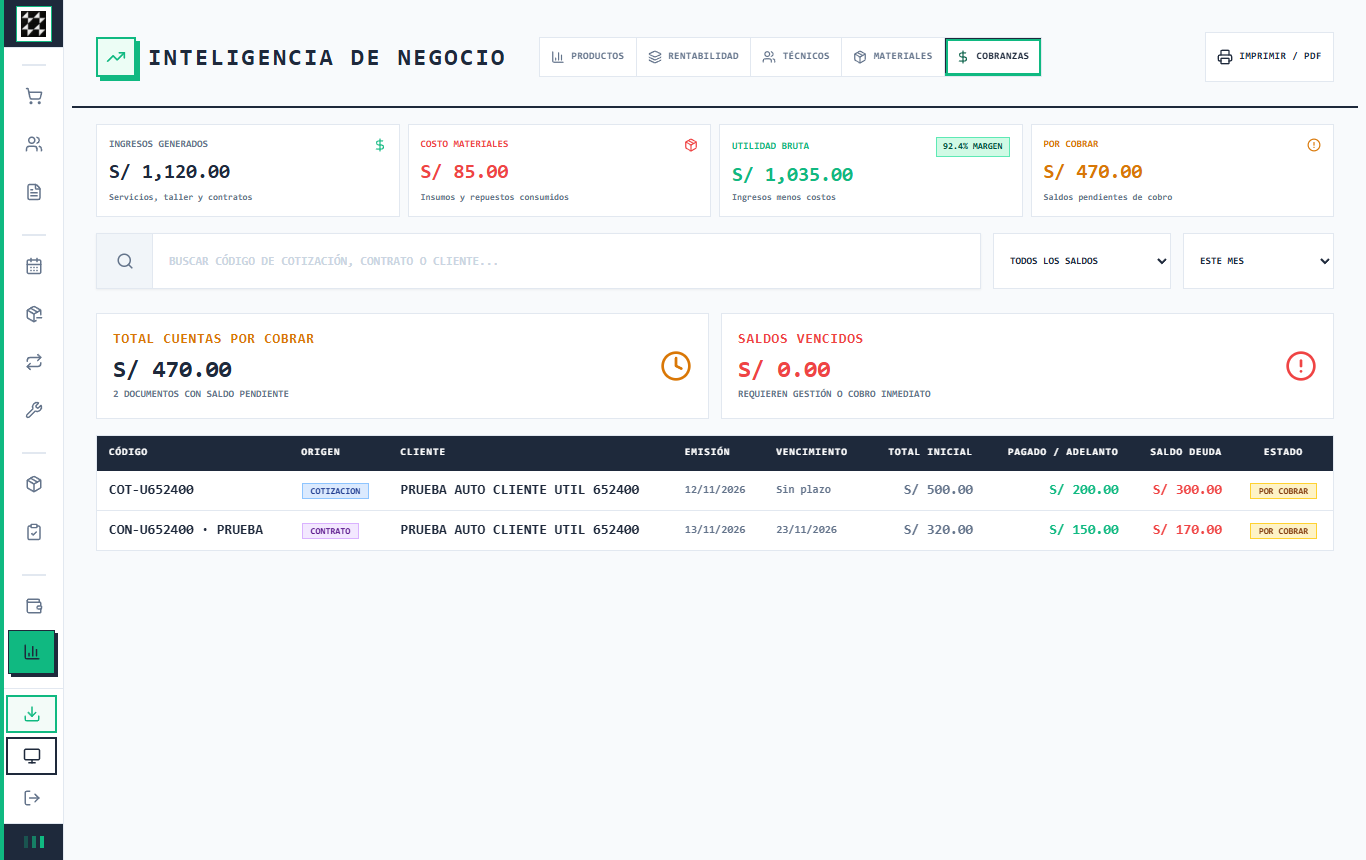 INTELIGENCIA DE NEGOCIO
PRODUCTOS
RENTABILIDAD
TÉCNICOS
MATERIALES
COBRANZAS
IMPRIMIR / PDF
INGRESOS GENERADOS
S/ 1,120.00
Servicios, taller y contratos
COSTO MATERIALES
S/ 85.00
Insumos y repuestos consumidos
UTILIDAD BRUTA
92.4% MARGEN
S/ 1,035.00
Ingresos menos costos
POR COBRAR
S/ 470.00
Saldos pendientes de cobro
BUSCAR CÓDIGO DE COTIZACIÓN, CONTRATO O CLIENTE...
TODOS LOS SALDOS
ESTE MES
TOTAL CUENTAS POR COBRAR
S/ 470.00
2 DOCUMENTOS CON SALDO PENDIENTE
SALDOS VENCIDOS
S/ 0.00
REQUIEREN GESTIÓN O COBRO INMEDIATO
CÓDIGO ORIGEN CLIENTE EMISIÓN VENCIMIENTO TOTAL INICIAL PAGADO / ADELANTO SALDO DEUDA ESTADO
COT-U652400 COTIZACION PRUEBA AUTO CLIENTE UTIL 652400 12/11/2026 Sin plazo S/ 500.00 S/ 200.00 S/ 300.00 POR COBRAR
CON-U652400 · PRUEBA CONTRATO PRUEBA AUTO CLIENTE UTIL 652400 13/11/2026 23/11/2026 S/ 320.00 S/ 150.00 S/ 170.00 POR COBRAR